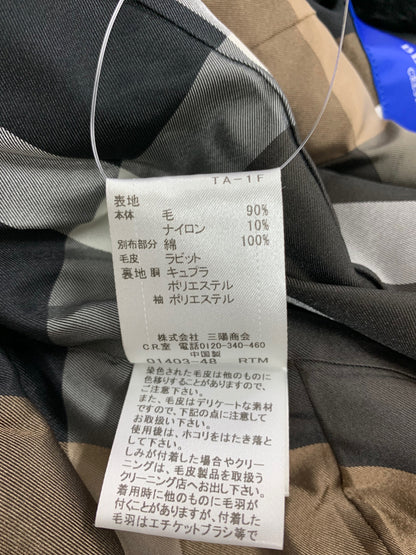 TA-1F
表地
本体 毛 90%
ナイロン 10%
別布部分 綿 100%
毛皮 ラビット
裏地 胴 キュプラ
ポリエステル
袖 ポリエステル
株式会社 三陽商会
C.R.室 電話0120-340-460
中国製
01403-48 RTM
染色された毛皮は他のものに
色移りすることがありますので、
ご注意下さい。
また、毛皮はデリケートな素材
ですので、下記の点に注意して
お取扱い下さい。
使用後は、ホコリをはたき落と
して下さい。
しみが付着した場合やクリー
ニングは、毛皮製品を取扱う
クリーニング店へお出し下さい。
着用時に他のものに毛羽が
付くことがありますが、付着した
毛羽はエチケットブラシ等で